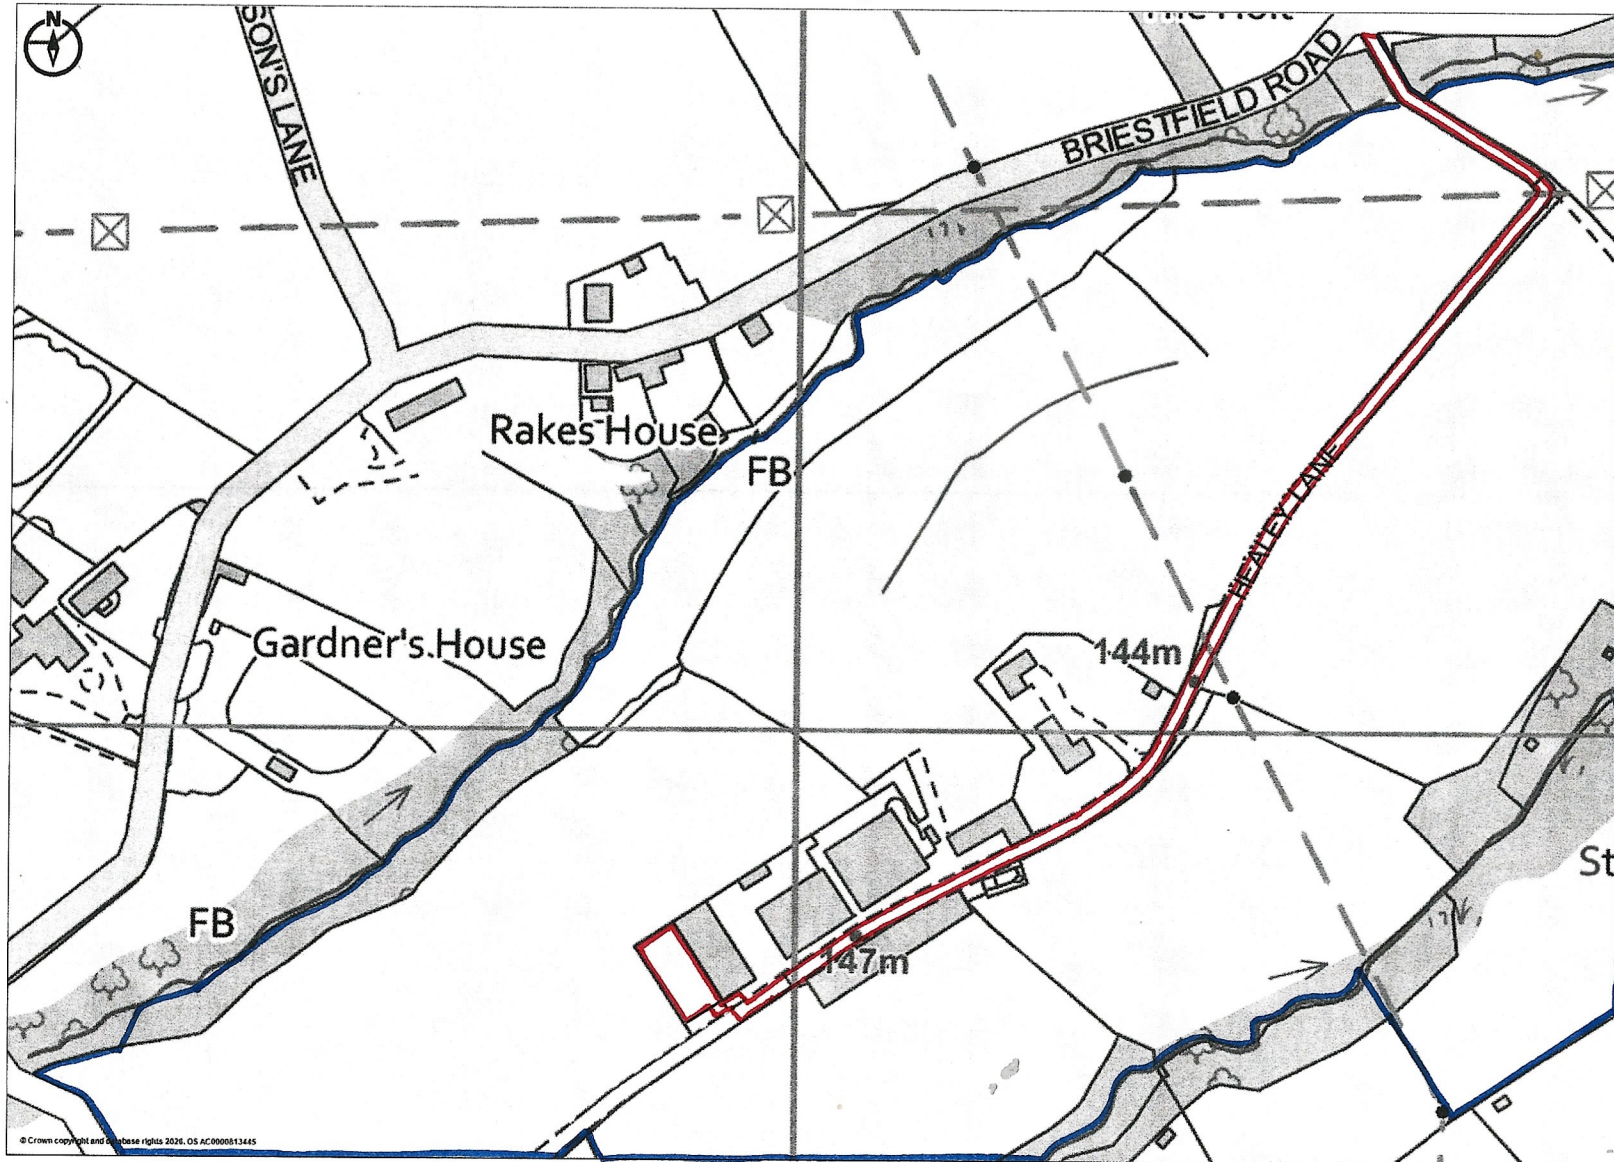 N
SON'S LANE
BRIESTFIELD ROAD
Rakes House
FB
HEALEY LANE
Gardner's House
144m
FB
147m
St
© Crown copyright and database rights 2026. OS AC0000813445